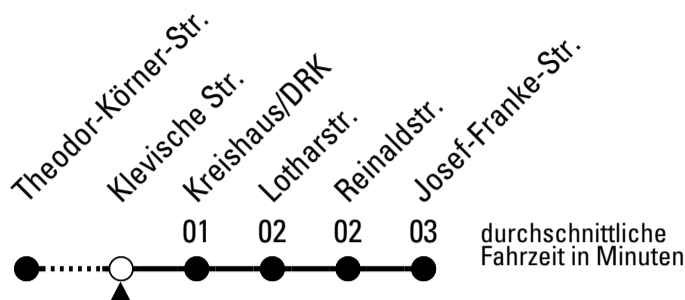 Theodor-Körner-Str.
Klevische Str.
Kreishaus/DRK
Lotharstr.
Reinaldstr.
Josef-Franke-Str.
01 02 02 03
durchschnittliche
Fahrzeit in Minuten